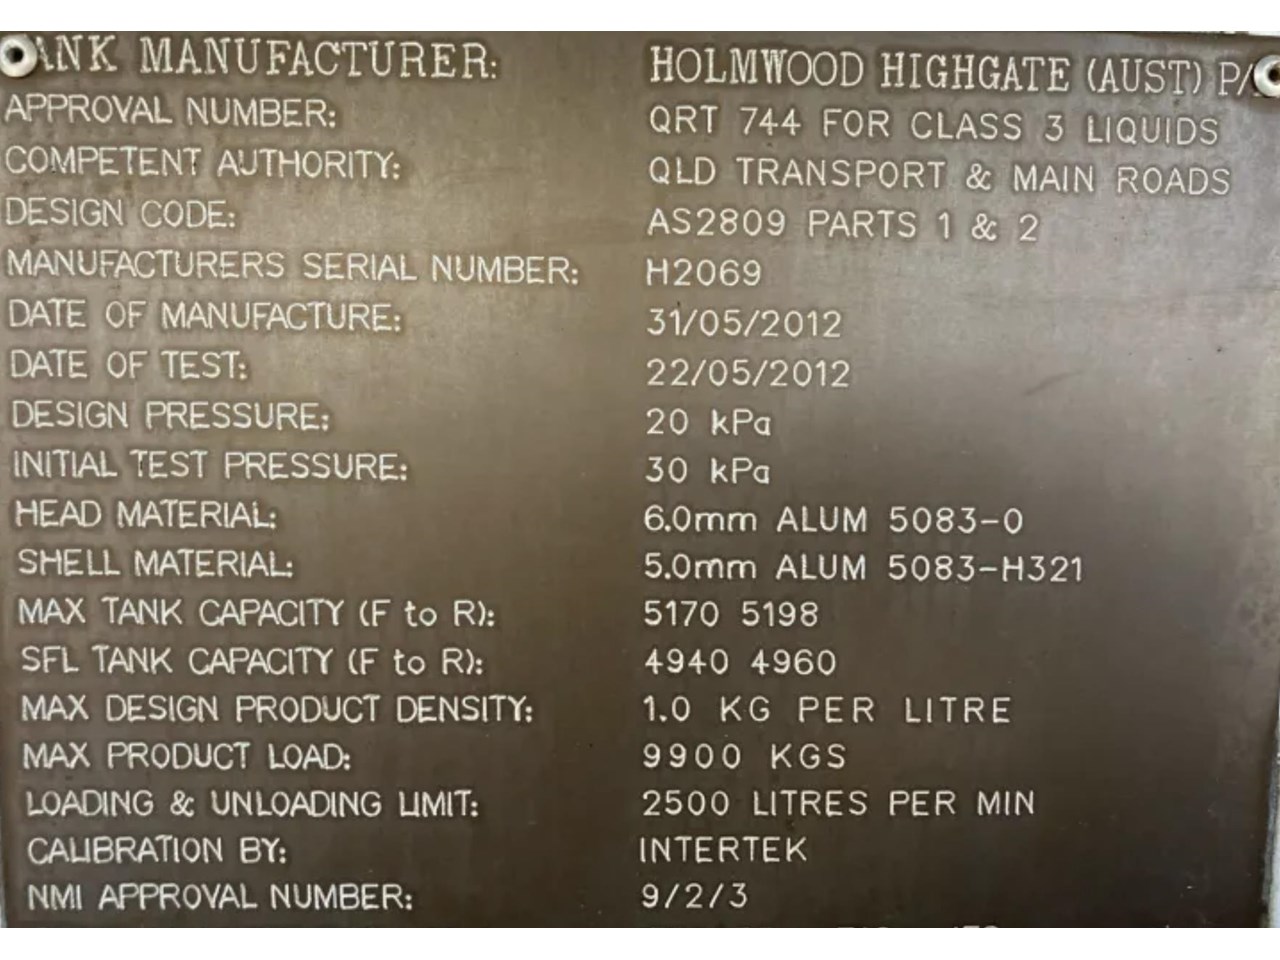 TANK MANUFACTURER: HOLMWOOD HIGHGATE (AUST) P/
APPROVAL NUMBER: QRT 744 FOR CLASS 3 LIQUIDS
COMPETENT AUTHORITY: QLD TRANSPORT & MAIN ROADS
DESIGN CODE: AS2809 PARTS 1 & 2
MANUFACTURERS SERIAL NUMBER: H2069
DATE OF MANUFACTURE: 31/05/2012
DATE OF TEST: 22/05/2012
DESIGN PRESSURE: 20 kPa
INITIAL TEST PRESSURE: 30 kPa
HEAD MATERIAL: 6.0mm ALUM 5083-0
SHELL MATERIAL: 5.0mm ALUM 5083-H321
MAX TANK CAPACITY (F to R): 5170 5198
SFL TANK CAPACITY (F to R): 4940 4960
MAX DESIGN PRODUCT DENSITY: 1.0 KG PER LITRE
MAX PRODUCT LOAD: 9900 KGS
LOADING & UNLOADING LIMIT: 2500 LITRES PER MIN
CALIBRATION BY: INTERTEK
NMI APPROVAL NUMBER: 9/2/3